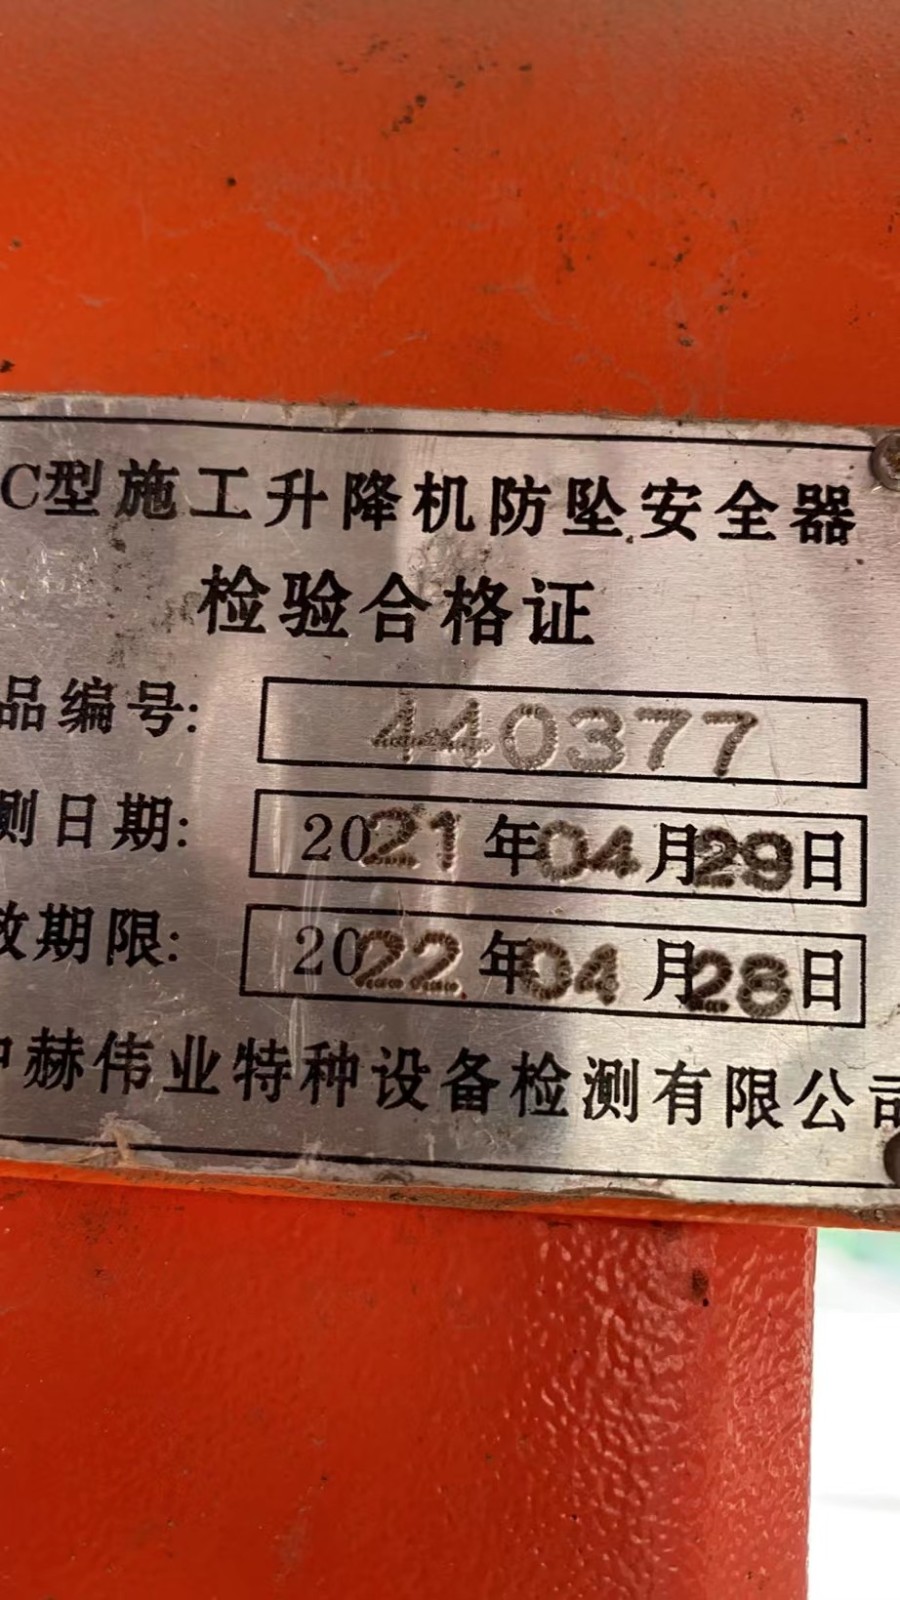 C型施工升降机防坠安全器
检验合格证
品编号: 440377
测日期: 2021年04月29日
效期限: 2022年04月28日
中赫伟业特种设备检测有限公司